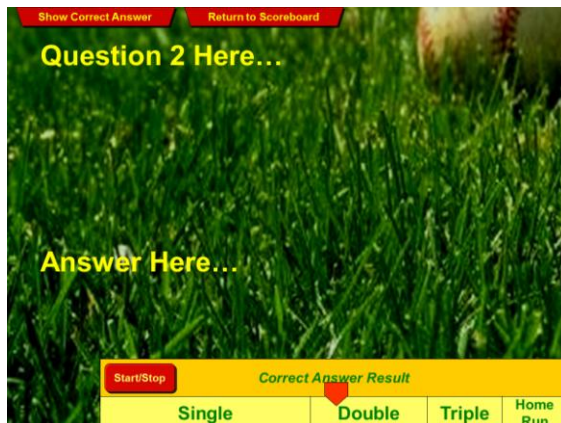 Show Correct Answer
Return to Scoreboard
Question 2 Here...
Answer Here...
Start/Stop
Correct Answer Result
Single
Double
Triple
Home
Run